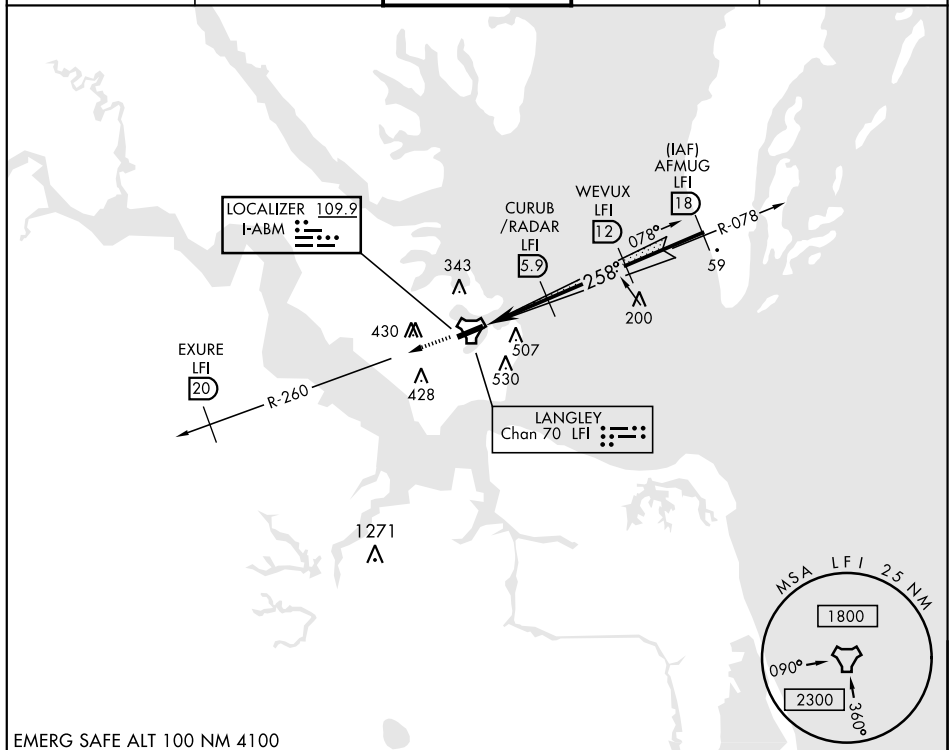 (IAF)
AFMUG
LFI
18
WEVUX
LFI
12
CURUB
/RADAR
LFI
5.9
LOCALIZER 109.9
I-ABM
078°
R-078
258°
59
200
343
430
507
530
428
EXURE
LFI
20
R-260
LANGLEY
Chan 70 LFI
1271
MSA LFI 25 NM
1800
090°
2300
360°
EMERG SAFE ALT 100 NM 4100